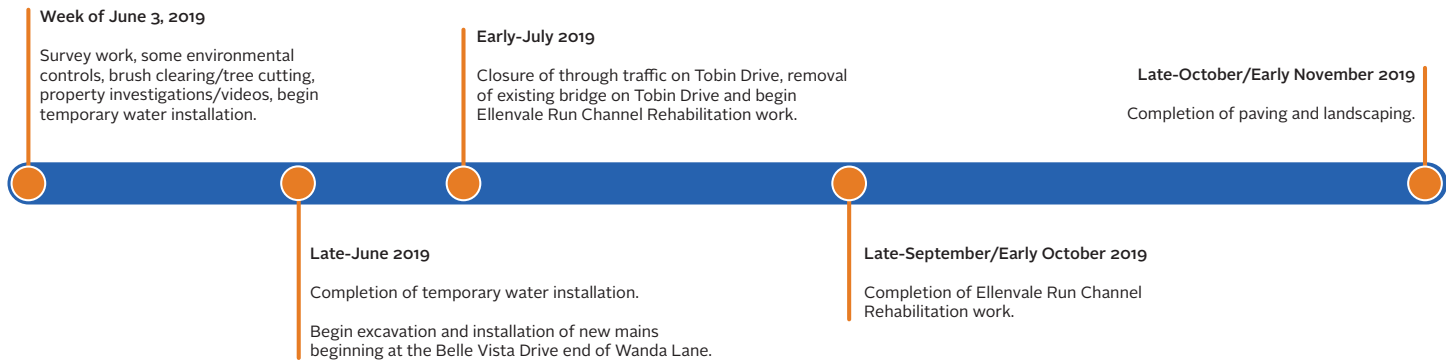 Week of June 3, 2019
Survey work, some environmental
controls, brush clearing/tree cutting,
property investigations/videos, begin
temporary water installation.
Late-June 2019
Completion of temporary water installation.
Begin excavation and installation of new mains
beginning at the Belle Vista Drive end of Wanda Lane.
Early-July 2019
Closure of through traffic on Tobin Drive, removal
of existing bridge on Tobin Drive and begin
Ellenvale Run Channel Rehabilitation work.
Late-September/Early October 2019
Completion of Ellenvale Run Channel
Rehabilitation work.
Late-October/Early November 2019
Completion of paving and landscaping.